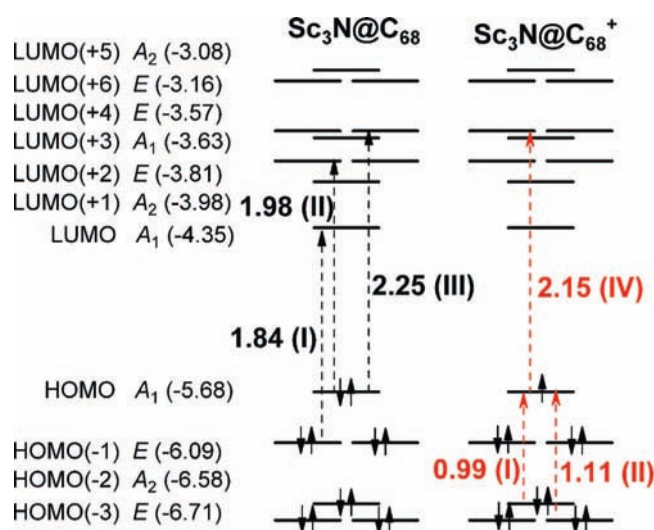 Sc₃N@C₆₈ Sc₃N@C₆₈⁺
LUMO(+5) A₂ (-3.08)
LUMO(+6) E (-3.16)
LUMO(+4) E (-3.57)
LUMO(+3) A₁ (-3.63)
LUMO(+2) E (-3.81)
LUMO(+1) A₂ (-3.98)
1.98 (II)
LUMO A₁ (-4.35)
2.25 (III) 2.15 (IV)
1.84 (I)
HOMO A₁ (-5.68)
HOMO(-1) E (-6.09)
0.99 (I) 1.11 (II)
HOMO(-2) A₂ (-6.58)
HOMO(-3) E (-6.71)